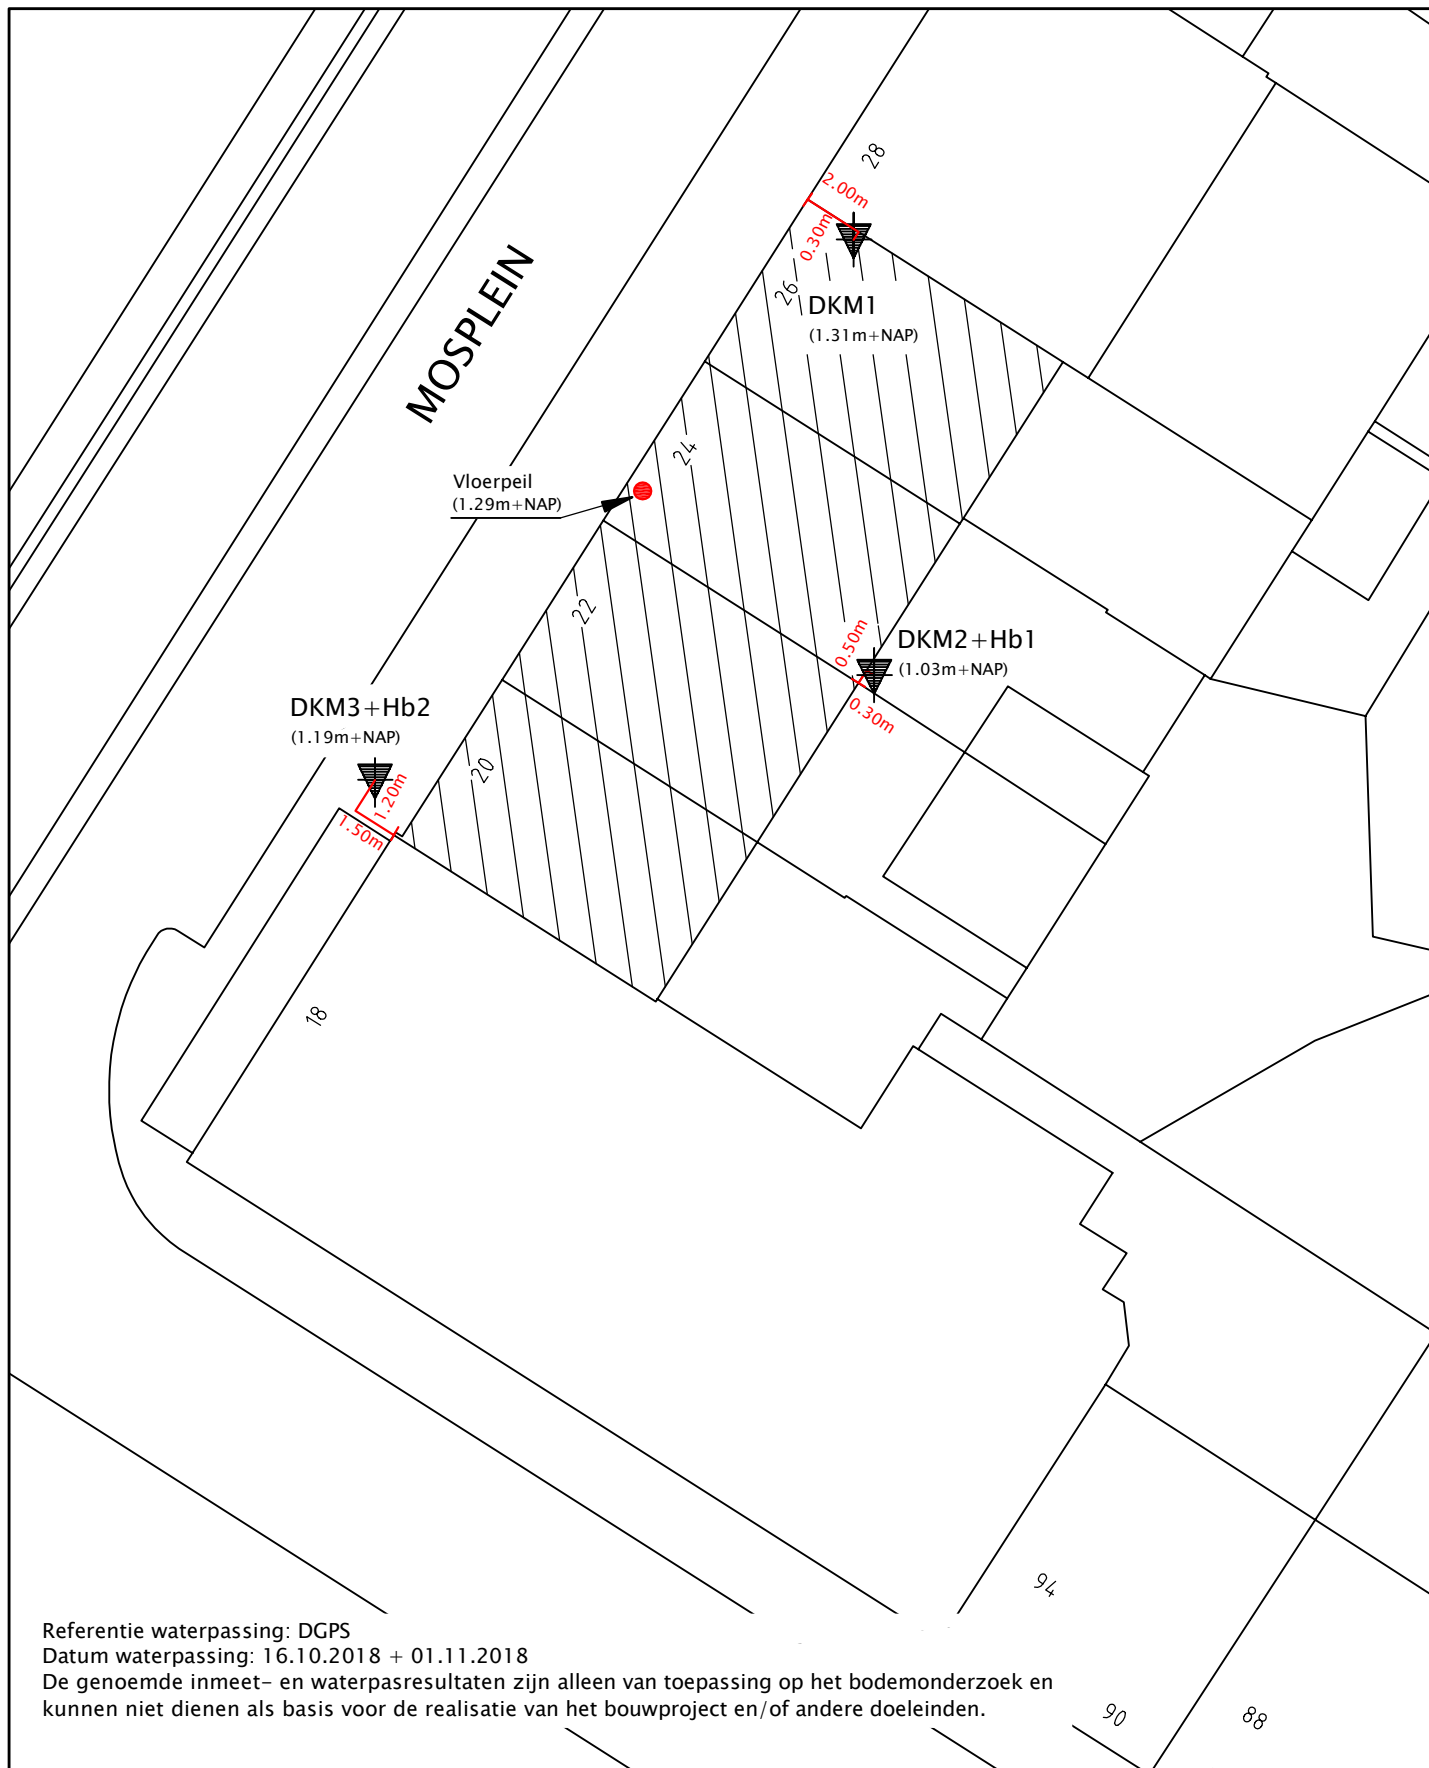 28
2.00m
0.30m
26
DKM1
(1.31m+NAP)
MOSPLEIN
24
Vloerpeil
(1.29m+NAP)
22
0.50m
DKM2+Hb1
(1.03m+NAP)
0.30m
DKM3+Hb2
(1.19m+NAP)
20
1.20m
1.50m
18
94
90
88
Referentie waterpassing: DGPS
Datum waterpassing: 16.10.2018 + 01.11.2018
De genoemde inmeet- en waterpasresultaten zijn alleen van toepassing op het bodemonderzoek en
kunnen niet dienen als basis voor de realisatie van het bouwproject en/of andere doeleinden.